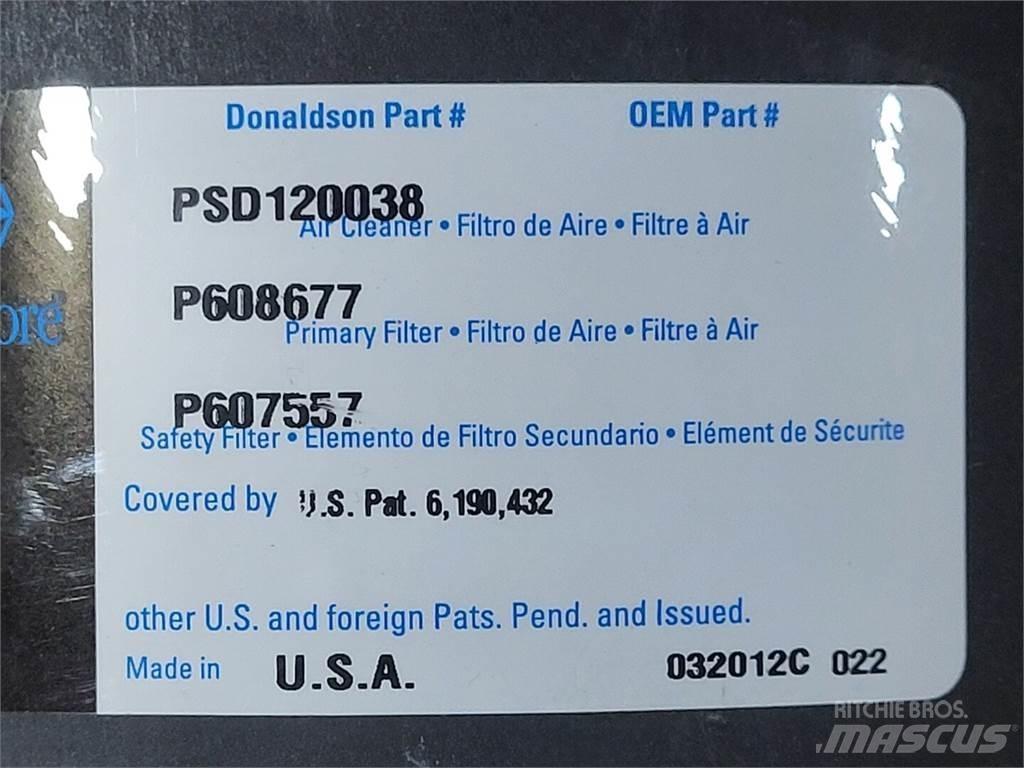 Donaldson Part # OEM Part #
PSD120038
Air Cleaner • Filtro de Aire • Filtre à Air
P608677
Primary Filter • Filtro de Aire • Filtre à Air
P607557
Safety Filter • Elemento de Filtro Secundario • Elément de Sécurite
Covered by U.S. Pat. 6,190,432
other U.S. and foreign Pats. Pend. and Issued.
Made in U.S.A. 032012C 022
RITCHIE BROS.
MASCUS